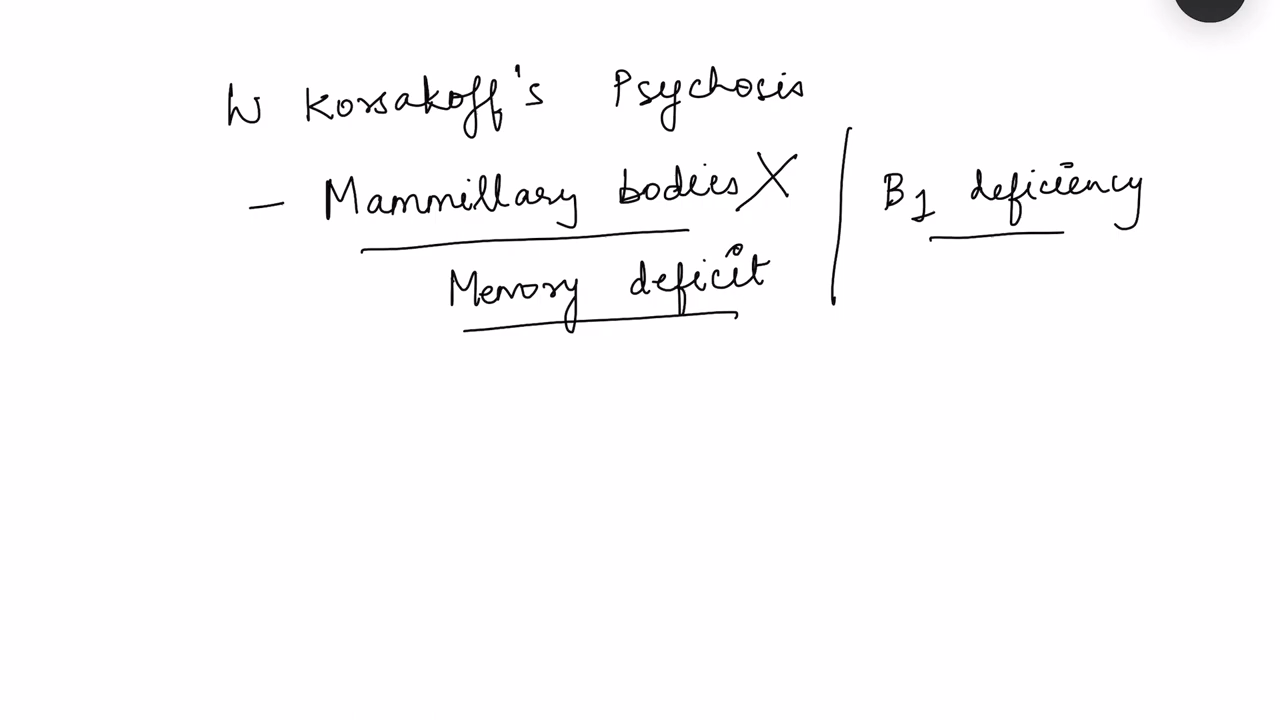 W Korsakoff's Psychosis
- Mammillary bodies X
B1 deficiency
Memory deficit